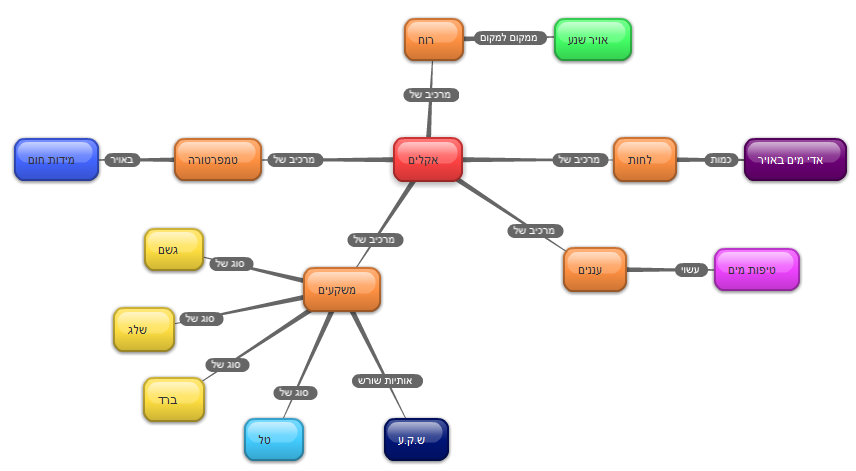 רוח
ממקום למקום
אויר שנע
מרכיב של
מידות חום
באויר
טמפרטורה
מרכיב של
אקלים
מרכיב של
לחות
כמות
אדי מים באויר
מרכיב של
מרכיב של
גשם
סוג של
משקעים
עננים
עשוי
טיפות מים
שלג
סוג של
ברד
סוג של
סוג של
אותיות שורש
טל
ש.ק.ע